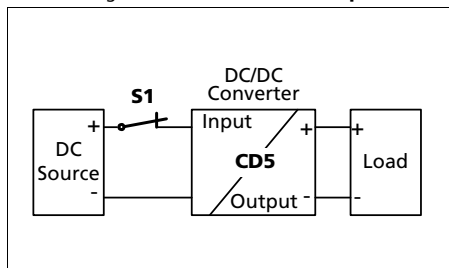 S1
DC/DC
Converter
+
Input
+
+
DC
Source
CD5
Load
-
Output
-
-